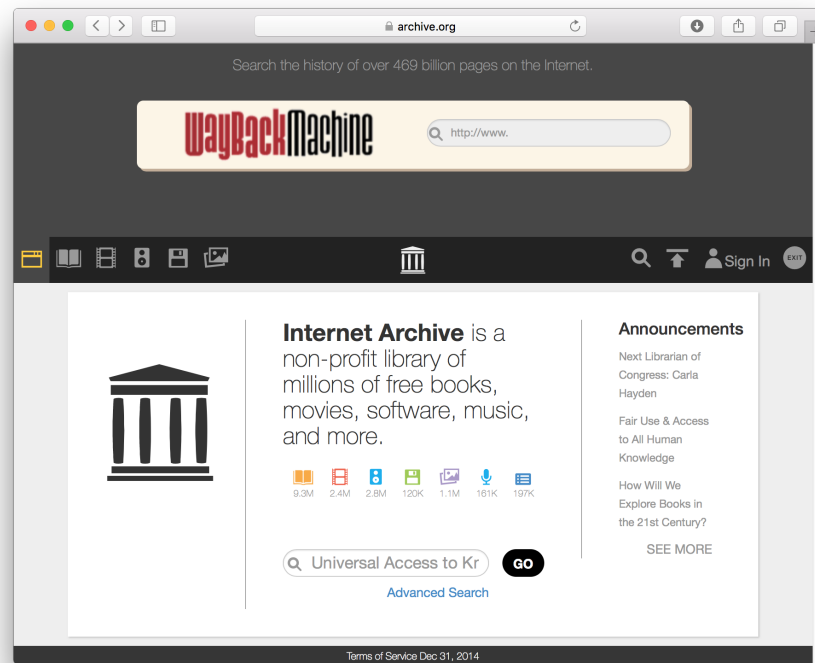 archive.org
Search the history of over 469 billion pages on the Internet.
WayBackMachine
http://www.
Sign In
EXIT
Internet Archive is a
non-profit library of
millions of free books,
movies, software, music,
and more.
9.3M 2.4M 2.8M 120K 1.1M 161K 197K
Universal Access to Kr
GO
Advanced Search
Announcements
Next Librarian of
Congress: Carla
Hayden
Fair Use & Access
to All Human
Knowledge
How Will We
Explore Books in
the 21st Century?
SEE MORE
Terms of Service Dec 31, 2014